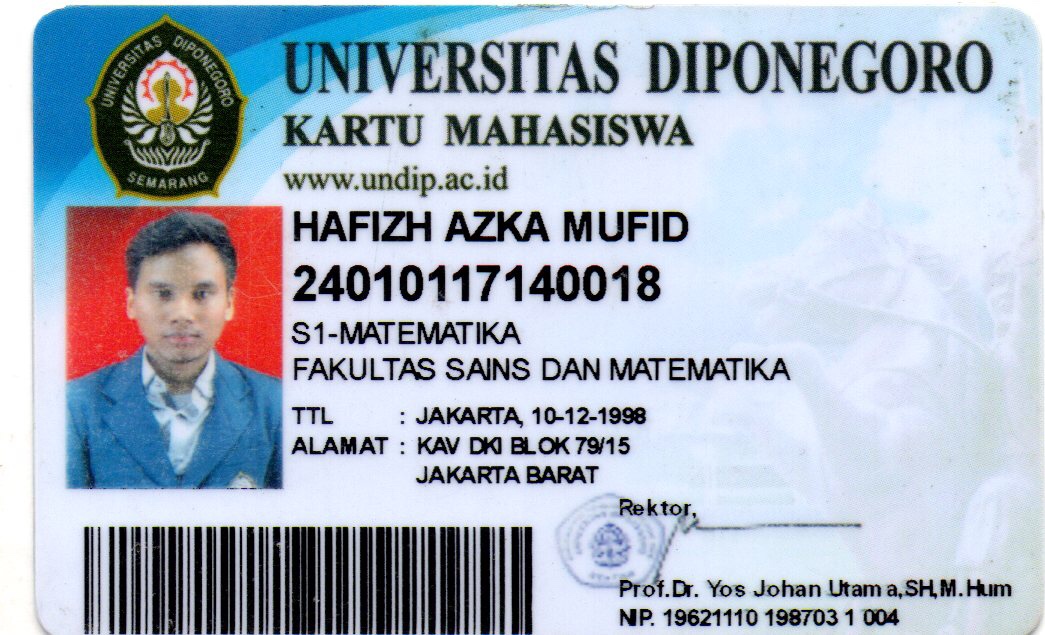 UNIVERSITAS DIPONEGORO
SEMARANG
UNIVERSITAS DIPONEGORO
KARTU MAHASISWA
www.undip.ac.id
HAFIZH AZKA MUFID
24010117140018
S1-MATEMATIKA
FAKULTAS SAINS DAN MATEMATIKA
TTL : JAKARTA, 10-12-1998
ALAMAT : KAV DKI BLOK 79/15
JAKARTA BARAT
Rektor,
Prof.Dr. Yos Johan Utama,SH,M.Hum
NIP. 19621110 198703 1 004